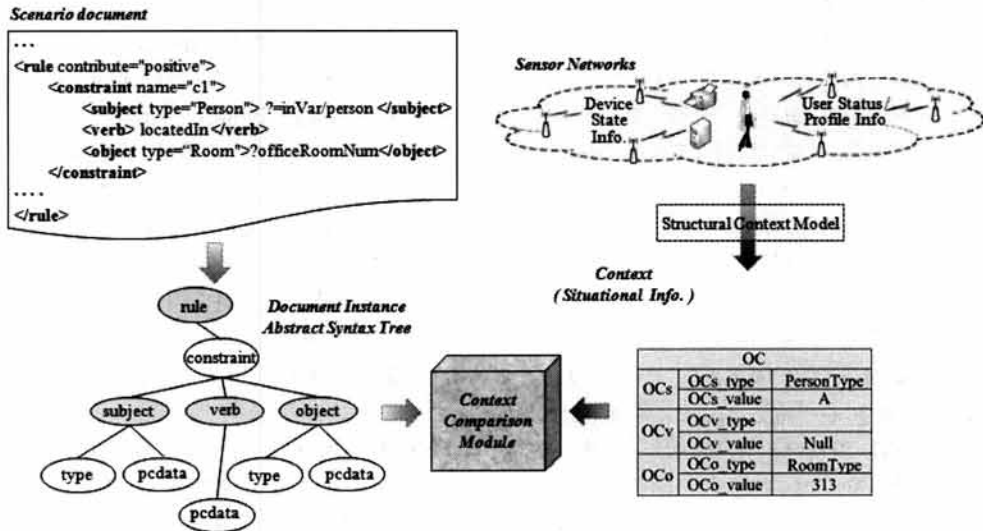 Scenario document
...
<rule contribute="positive">
<constraint name="c1">
<subject type="Person"> ?=inVar/person </subject>
<verb> locatedIn </verb>
<object type="Room">?officeRoomNum</object>
</constraint>
....
</rule>
Sensor Networks
Device
State
Info.
User Status/
Profile Info
Structural Context Model
Context
( Situational Info. )
Document Instance
Abstract Syntax Tree
rule
constraint
subject verb object
type pcdata type pcdata
pcdata
Context
Comparison
Module
OC
OCs OCs_type PersonType
OCs_value A
OCv OCv_type
OCv_value Null
OCo OCo_type RoomType
OCo_value 313